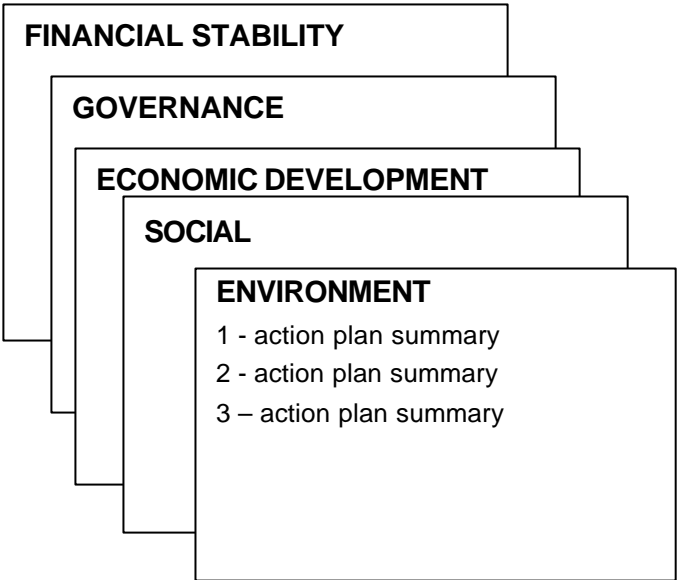 FINANCIAL STABILITY
GOVERNANCE
ECONOMIC DEVELOPMENT
SOCIAL
ENVIRONMENT
1 - action plan summary
2 - action plan summary
3 – action plan summary